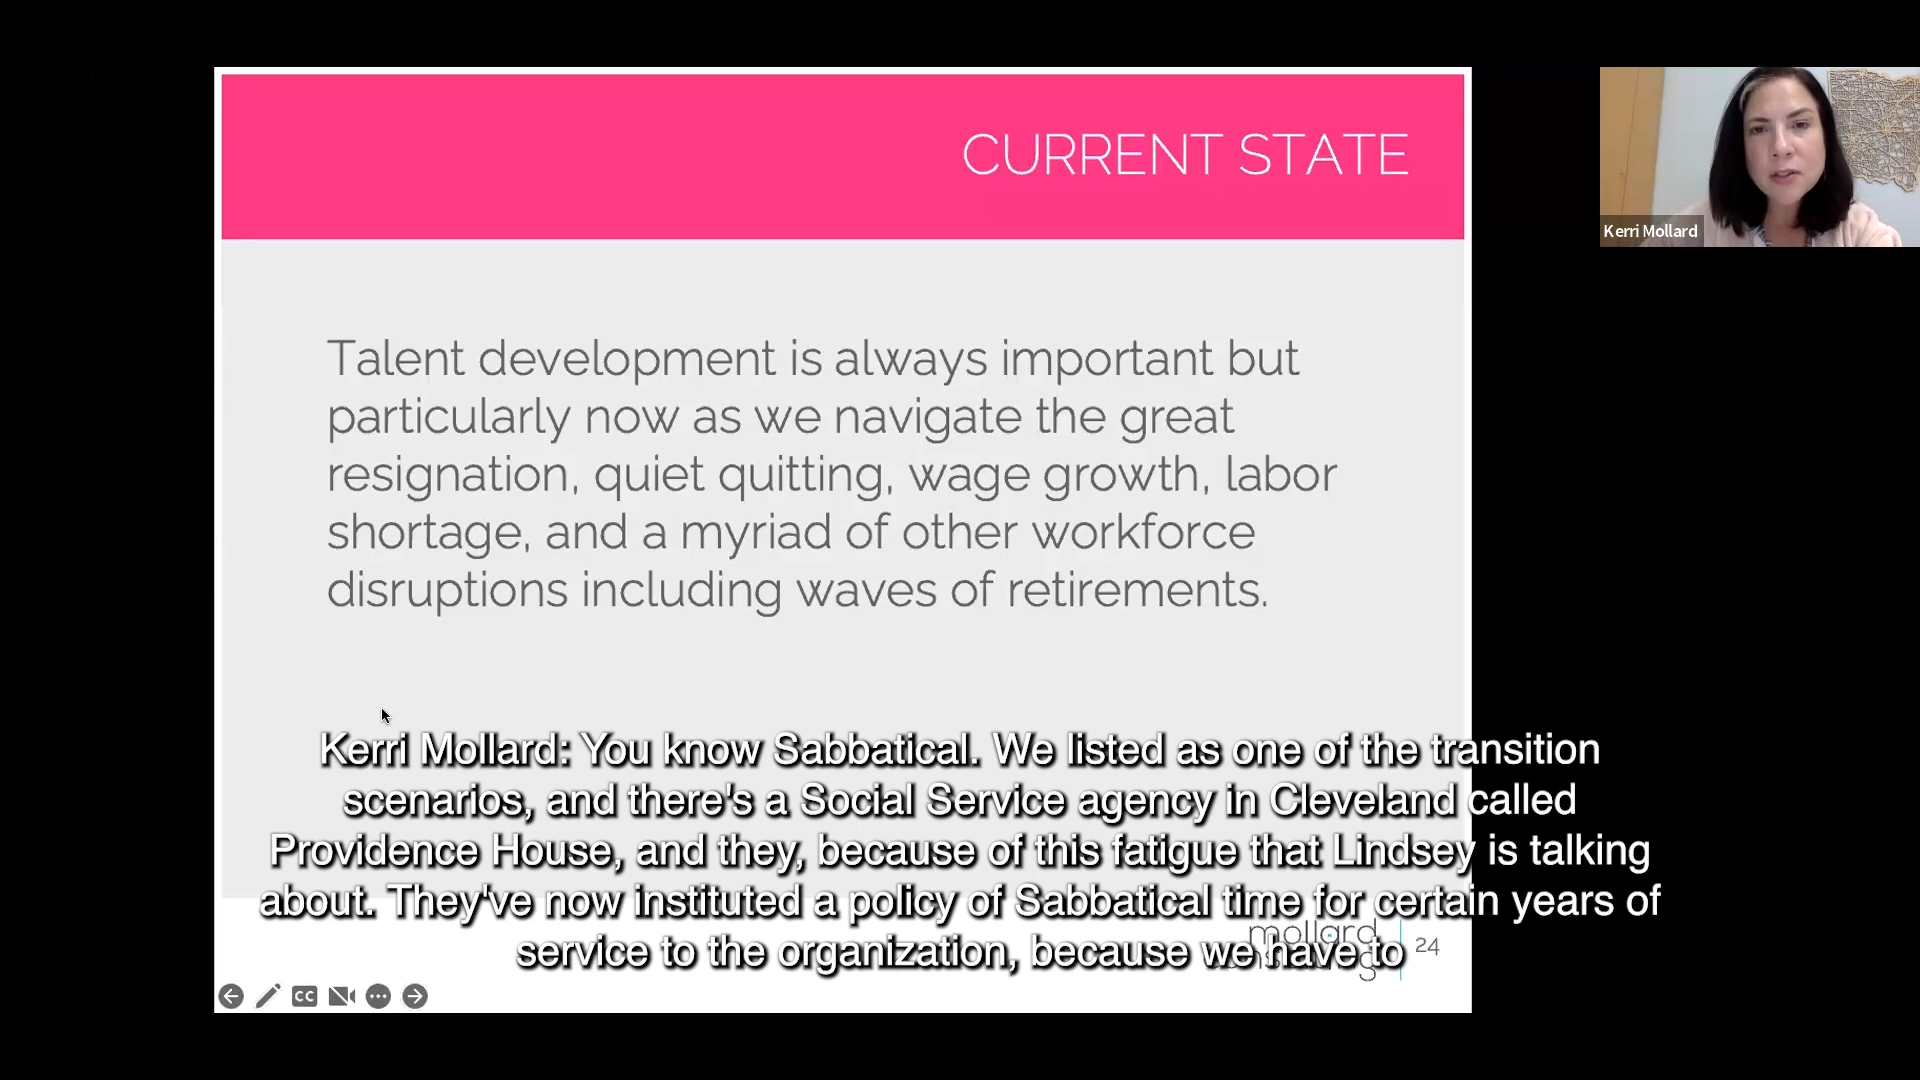 CURRENT STATE
Kerri Mollard
Talent development is always important but
particularly now as we navigate the great
resignation, quiet quitting, wage growth, labor
shortage, and a myriad of other workforce
disruptions including waves of retirements.
Kerri Mollard: You know Sabbatical. We listed as one of the transition
scenarios, and there's a Social Service agency in Cleveland called
Providence House, and they, because of this fatigue that Lindsey is talking
about. They've now instituted a policy of Sabbatical time for certain years of
service to the organization, because we have to
mollard
24
CC